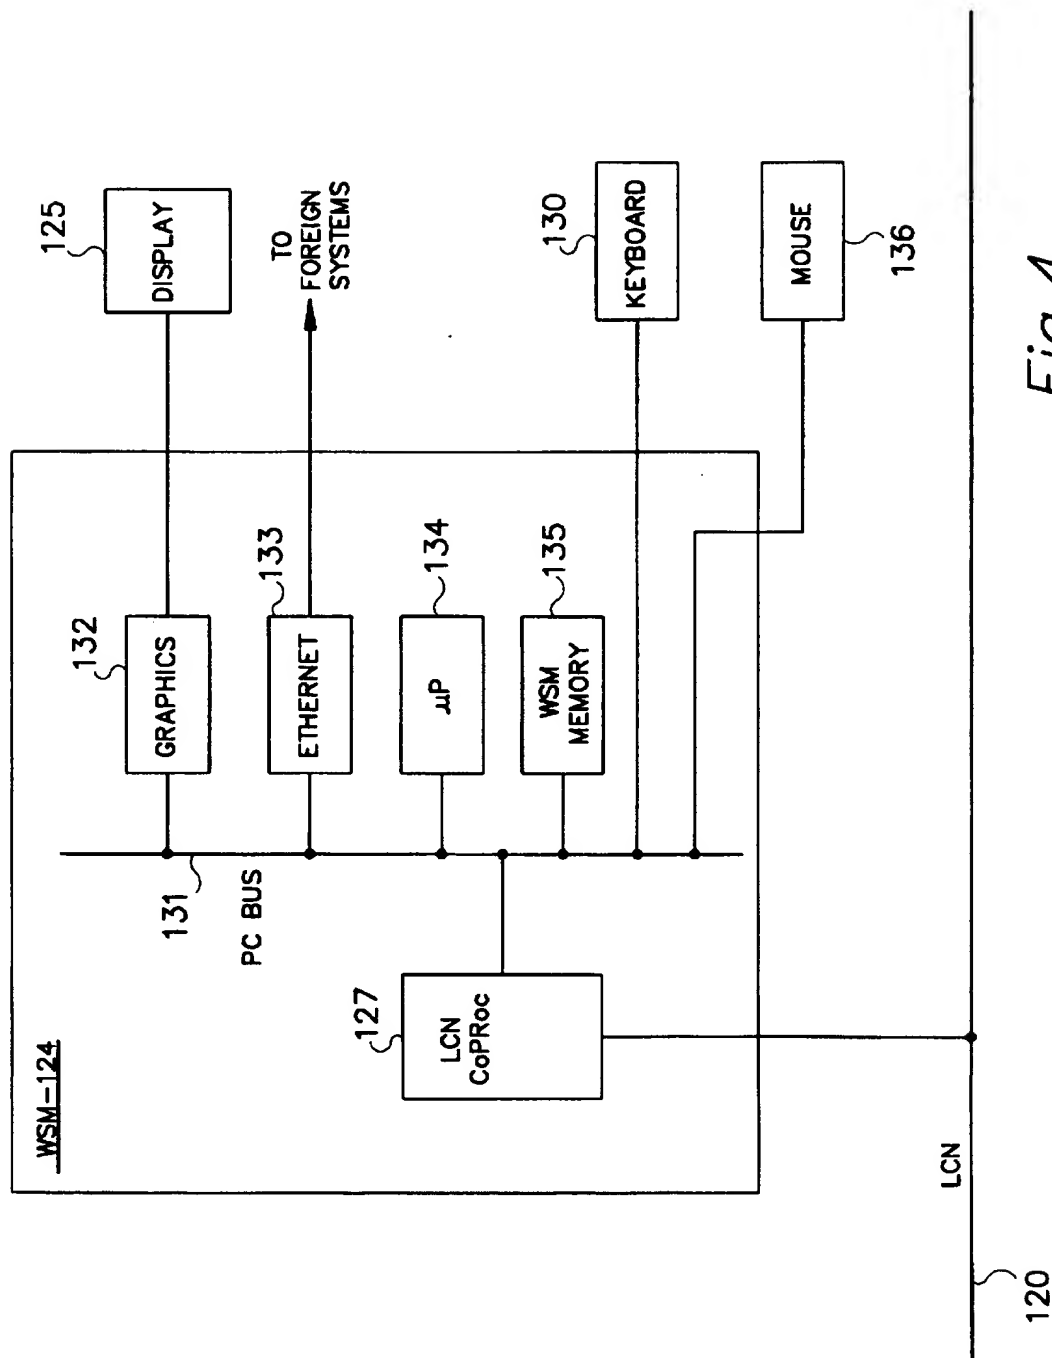 WSM-124
127
LCN
CoPRoc
131
PC BUS
132
GRAPHICS
133
ETHERNET
134
μP
135
WSM
MEMORY
125
DISPLAY
TO
FOREIGN
SYSTEMS
130
KEYBOARD
MOUSE
136
LCN
120
Fig. 4